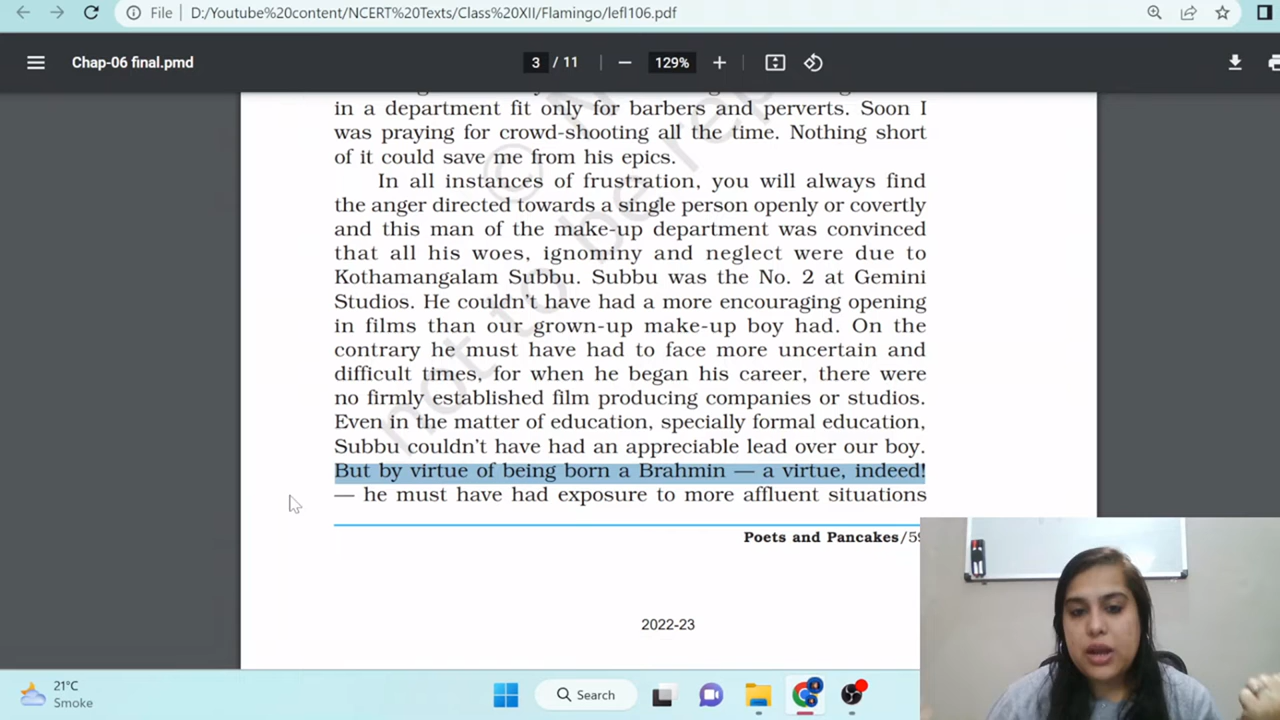 File D:/Youtube%20content/NCERT%20Texts/Class%20XII/Flamingo/lefl106.pdf
Chap-06 final.pmd
3 / 11
129%
in a department fit only for barbers and perverts. Soon I
was praying for crowd-shooting all the time. Nothing short
of it could save me from his epics.
In all instances of frustration, you will always find
the anger directed towards a single person openly or covertly
and this man of the make-up department was convinced
that all his woes, ignominy and neglect were due to
Kothamangalam Subbu. Subbu was the No. 2 at Gemini
Studios. He couldn't have had a more encouraging opening
in films than our grown-up make-up boy had. On the
contrary he must have had to face more uncertain and
difficult times, for when he began his career, there were
no firmly established film producing companies or studios.
Even in the matter of education, specially formal education,
Subbu couldn't have had an appreciable lead over our boy.
But by virtue of being born a Brahmin — a virtue, indeed!
— he must have had exposure to more affluent situations
Poets and Pancakes/59
not to be rep
2022-23
21°C
Smoke
Search